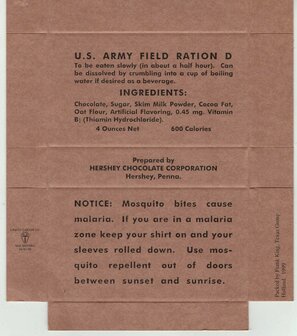 U.S. ARMY FIELD RATION D
To be eaten slowly (in about a half hour). Can
be dissolved by crumbling into a cup of boiling
water if desired as a beverage.
INGREDIENTS:
Chocolate, Sugar, Skim Milk Powder, Cocoa Fat,
Oat Flour, Artificial Flavoring, 0.45 mg. Vitamin
B₁ (Thiamin Hydrochloride).
4 Ounces Net 600 Calories
Prepared by
HERSHEY CHOCOLATE CORPORATION
Hershey, Penna.
NOTICE: Mosquito bites cause
malaria. If you are in a malaria
zone keep your shirt on and your
sleeves rolled down. Use mos-
quito repellent out of doors
between sunset and sunrise.
Holland, 1999